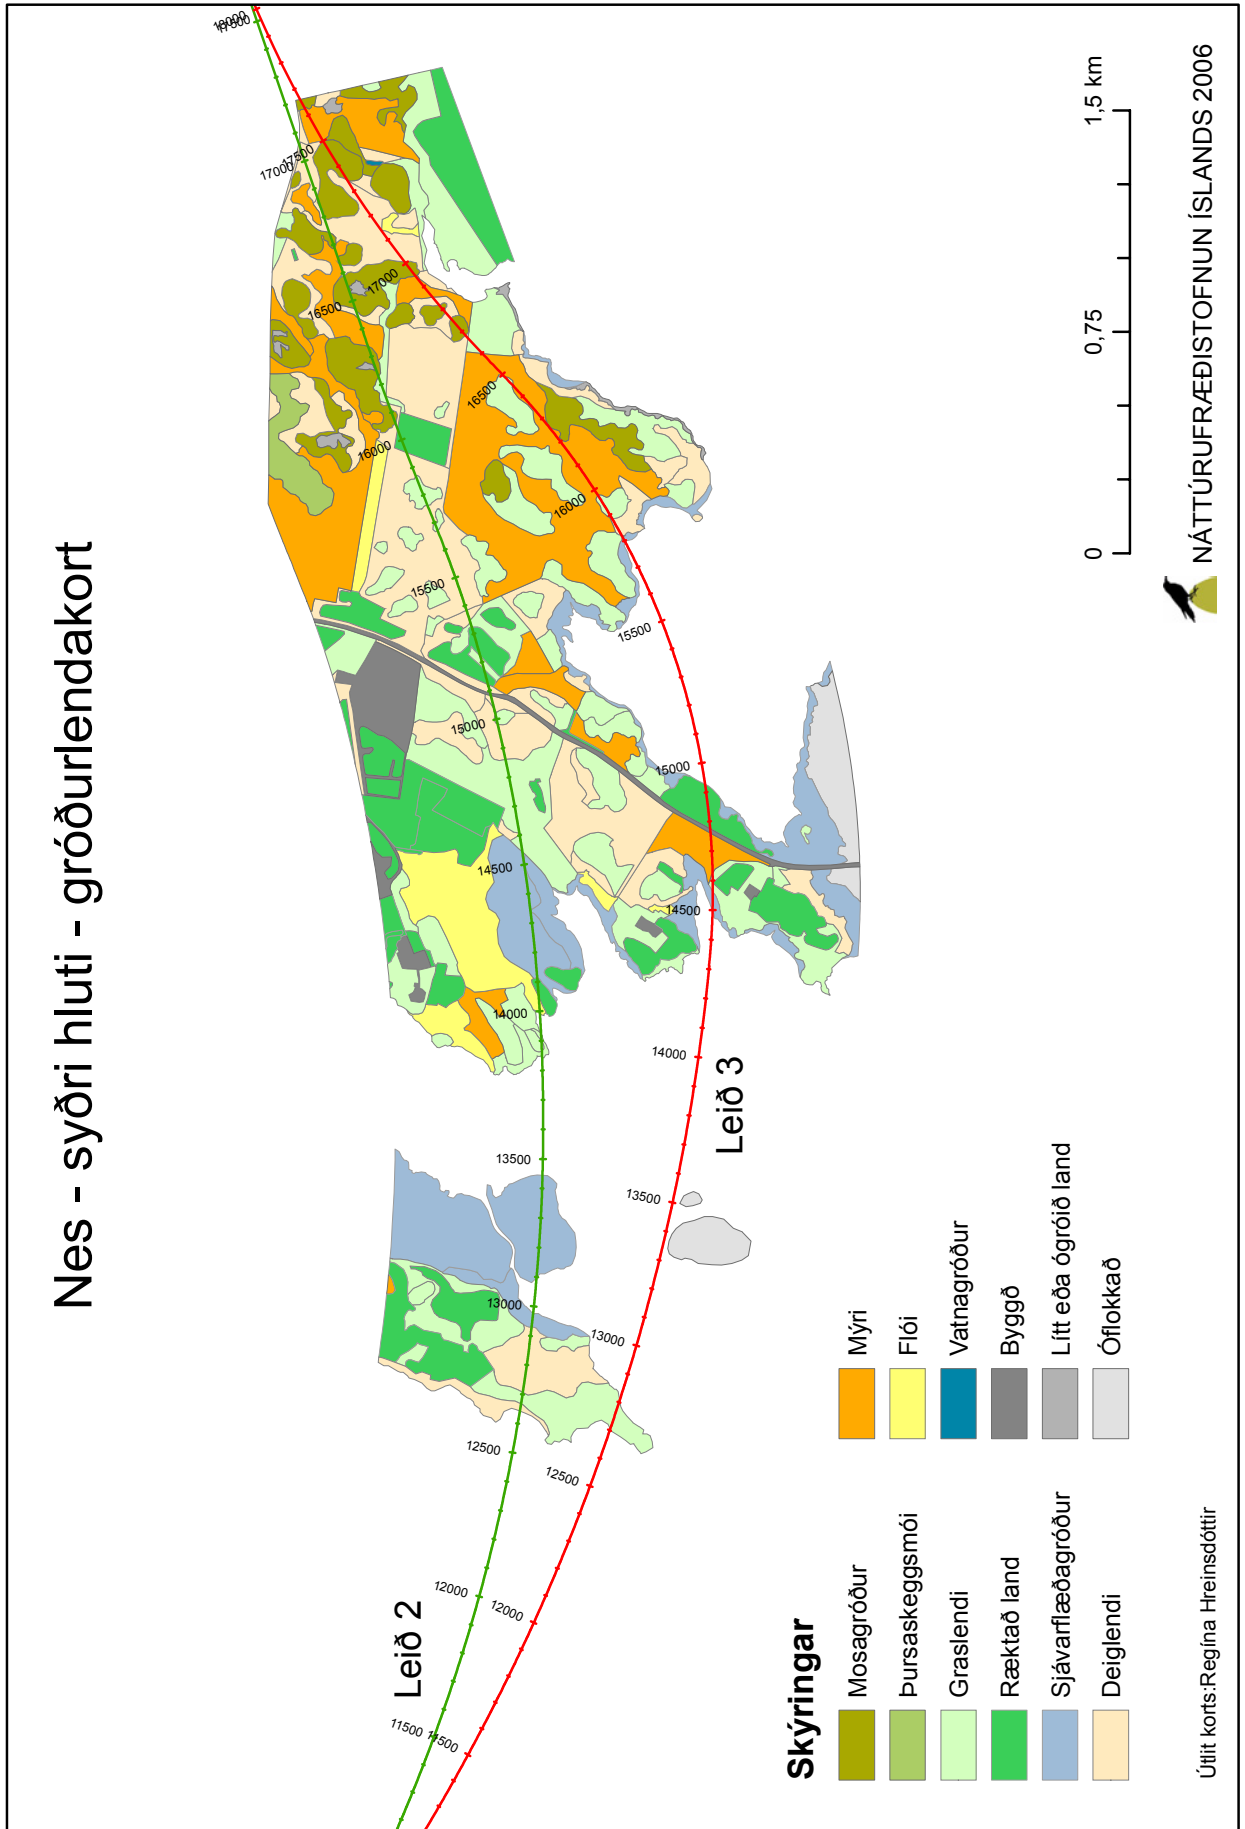 Nes - syðri hluti - gróðurlendakort
Leið 2
11500
12000
12500
13000
13500
14000
14500
15000
15500
16000
16500
17000
17500
Leið 3
11500
12000
12500
13000
13500
14000
14500
15000
15500
16000
16500
17000
17500
18000
Skýringar
Mosagróður
Þursaskeggsmói
Graslendi
Ræktað land
Sjávarflæðagróður
Deiglendi
Mýri
Flói
Vatnagróður
Byggð
Lítt eða ógróið land
Óflokkað
0 0,75 1,5 km
NÁTTÚRUFRÆÐISTOFNUN ÍSLANDS 2006
Útlit korts:Regína Hreinsdóttir